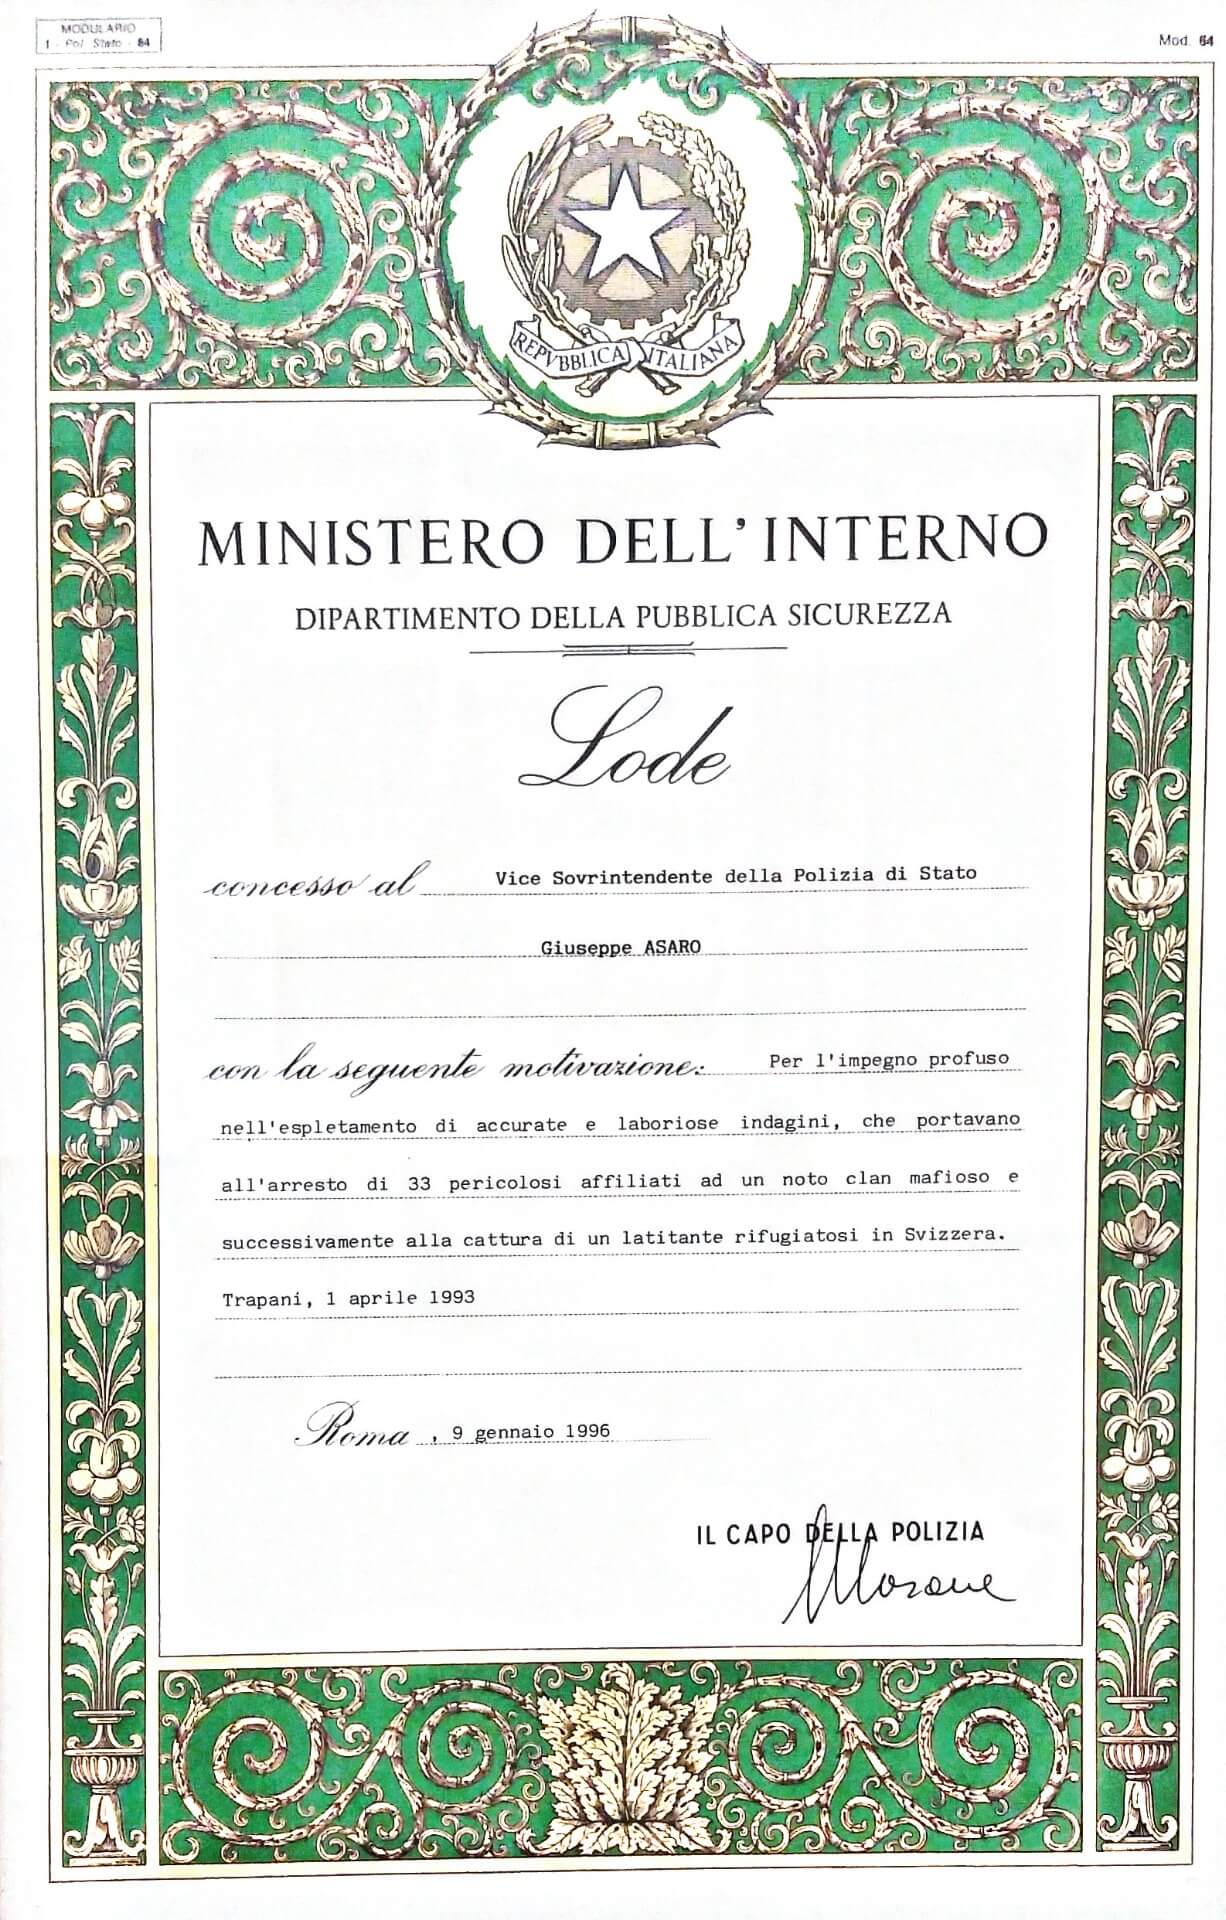 MODULARIO
I - Pol. Stato - 84
Mod. 64
REPVBBLICA ITALIANA
MINISTERO DELL'INTERNO
DIPARTIMENTO DELLA PUBBLICA SICUREZZA
Lode
concesso al Vice Sovrintendente della Polizia di Stato
Giuseppe ASARO
con la seguente motivazione: Per l'impegno profuso
nell'espletamento di accurate e laboriose indagini, che portavano
all'arresto di 33 pericolosi affiliati ad un noto clan mafioso e
successivamente alla cattura di un latitante rifugiatosi in Svizzera.
Trapani, 1 aprile 1993
Roma, 9 gennaio 1996
IL CAPO DELLA POLIZIA